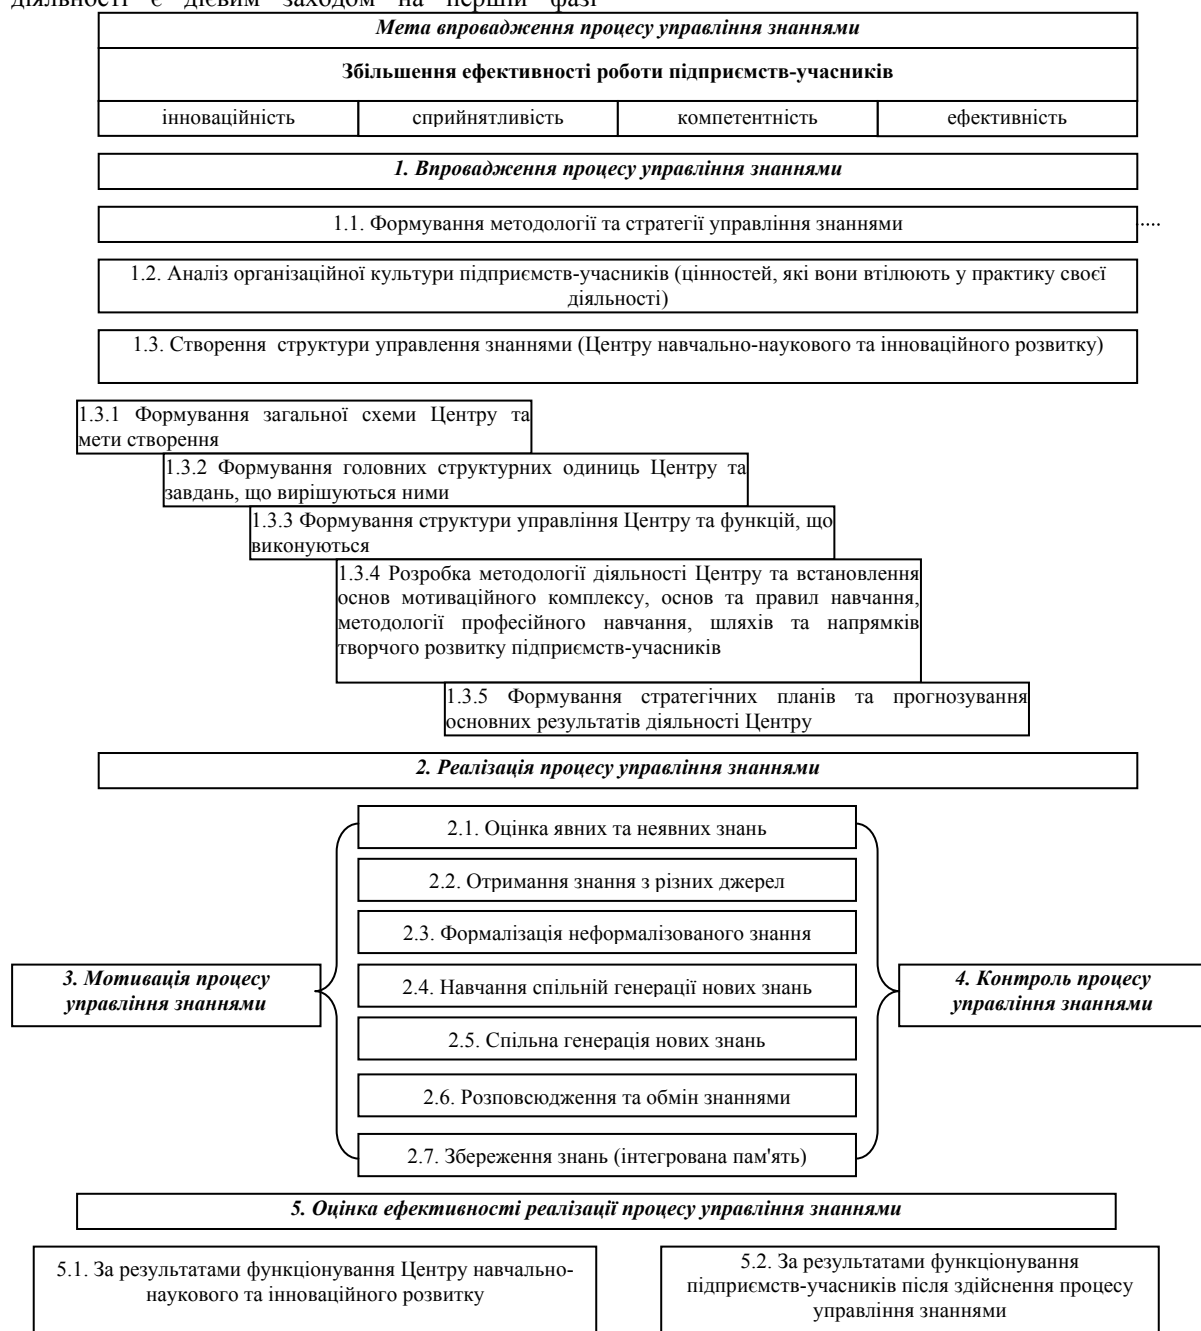 діяльності є дієвим заходом на першій фазі
Мета впровадження процесу управління знаннями
Збільшення ефективності роботи підприємств-учасників
інноваційність
сприйнятливість
компетентність
ефективність
1. Впровадження процесу управління знаннями
1.1. Формування методології та стратегії управління знаннями
.....
1.2. Аналіз організаційної культури підприємств-учасників (цінностей, які вони втілюють у практику своєї
діяльності)
1.3. Створення структури управлення знаннями (Центру навчально-наукового та інноваційного розвитку)
1.3.1 Формування загальної схеми Центру та
мети створення
1.3.2 Формування головних структурних одиниць Центру та
завдань, що вирішуються ними
1.3.3 Формування структури управління Центру та функцій, що
виконуються
1.3.4 Розробка методології діяльності Центру та встановлення
основ мотиваційного комплексу, основ та правил навчання,
методології професійного навчання, шляхів та напрямків
творчого розвитку підприємств-учасників
1.3.5 Формування стратегічних планів та прогнозування
основних результатів діяльності Центру
2. Реалізація процесу управління знаннями
2.1. Оцінка явних та неявних знань
2.2. Отримання знання з різних джерел
2.3. Формалізація неформалізованого знання
3. Мотивація процесу
управління знаннями
2.4. Навчання спільній генерації нових знань
4. Контроль процесу
управління знаннями
2.5. Спільна генерація нових знань
2.6. Розповсюдження та обмін знаннями
2.7. Збереження знань (інтегрована пам'ять)
5. Оцінка ефективності реалізації процесу управління знаннями
5.1. За результатами функціонування Центру навчально-
наукового та інноваційного розвитку
5.2. За результатами функціонування
підприємств-учасників після здійснення процесу
управління знаннями